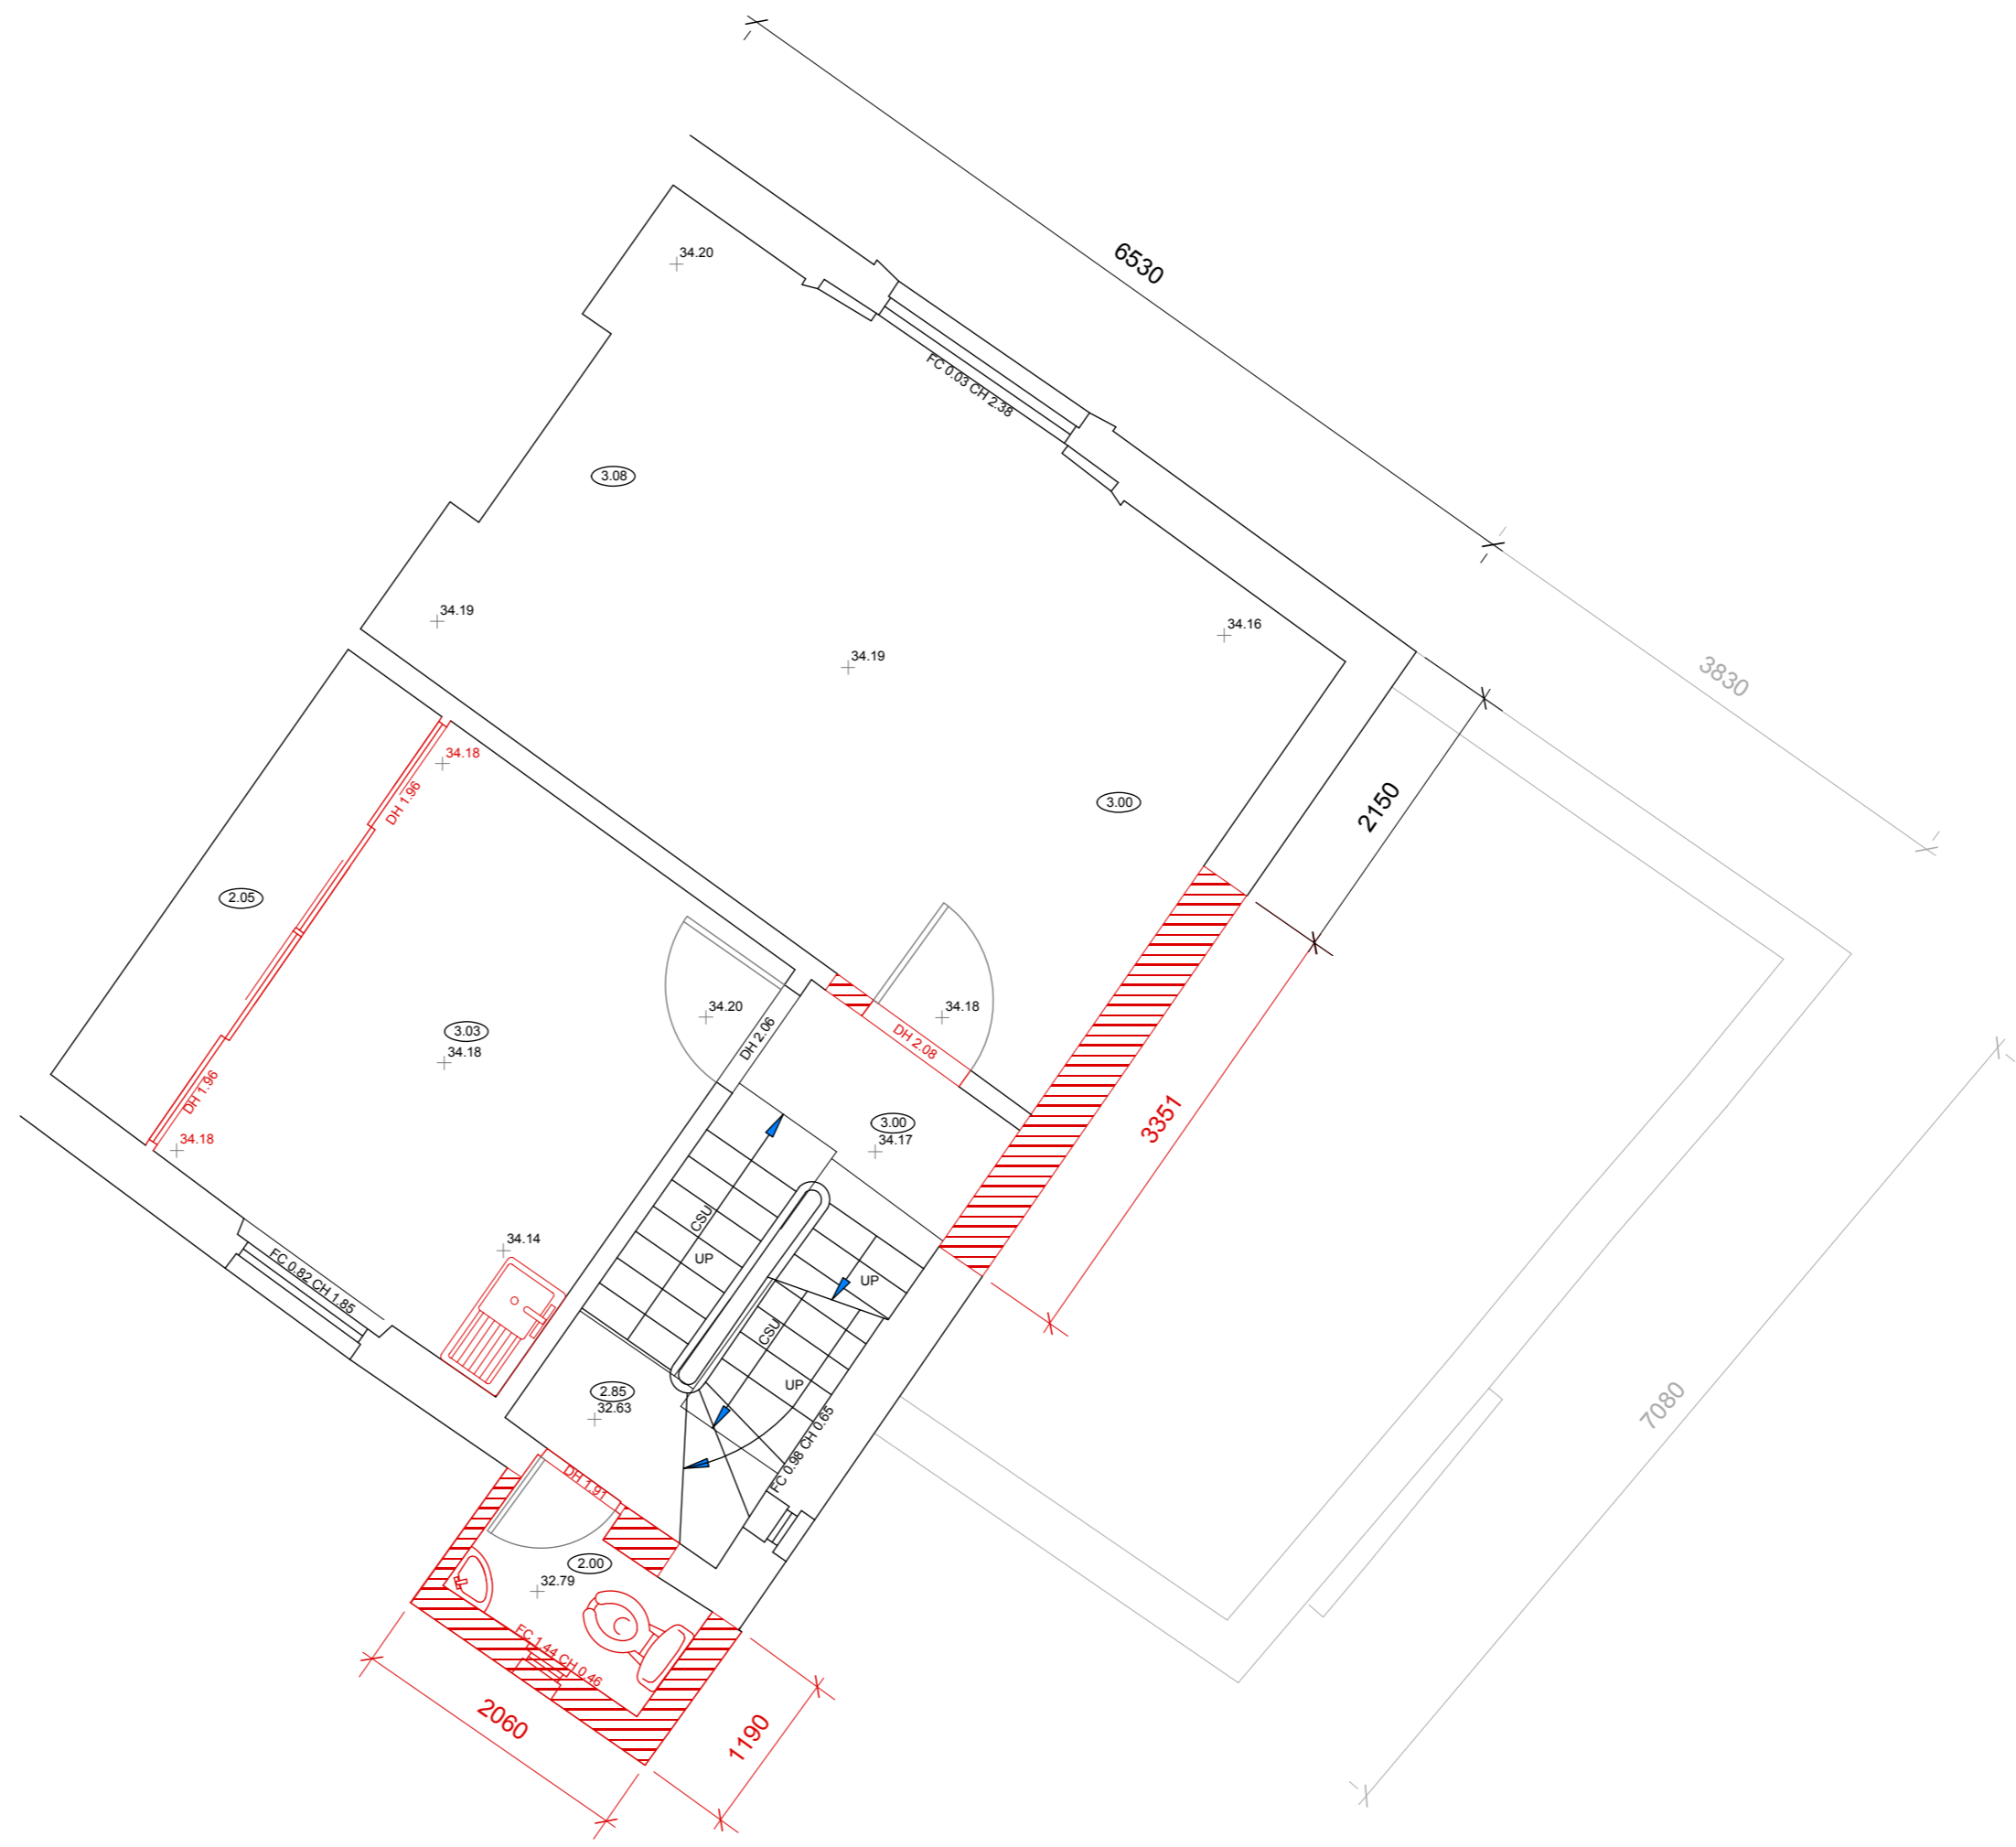 6530
34.20
FC 0.03 CH 2.38
3.08
34.19
34.16
34.19
3830
34.18
DH 1.96
3.00
2150
2.05
34.20
34.18
3.03
34.18
DH 2.06
DH 2.08
DH 1.96
34.18
3.00
34.17
3351
CSU
UP
34.14
FC 0.82 CH 1.85
UP
CSU
UP
2.85
32.63
7080
FC 0.98 CH 0.65
DH 1.91
2.00
32.79
FC 1.44 CH 0.46
2060
1190